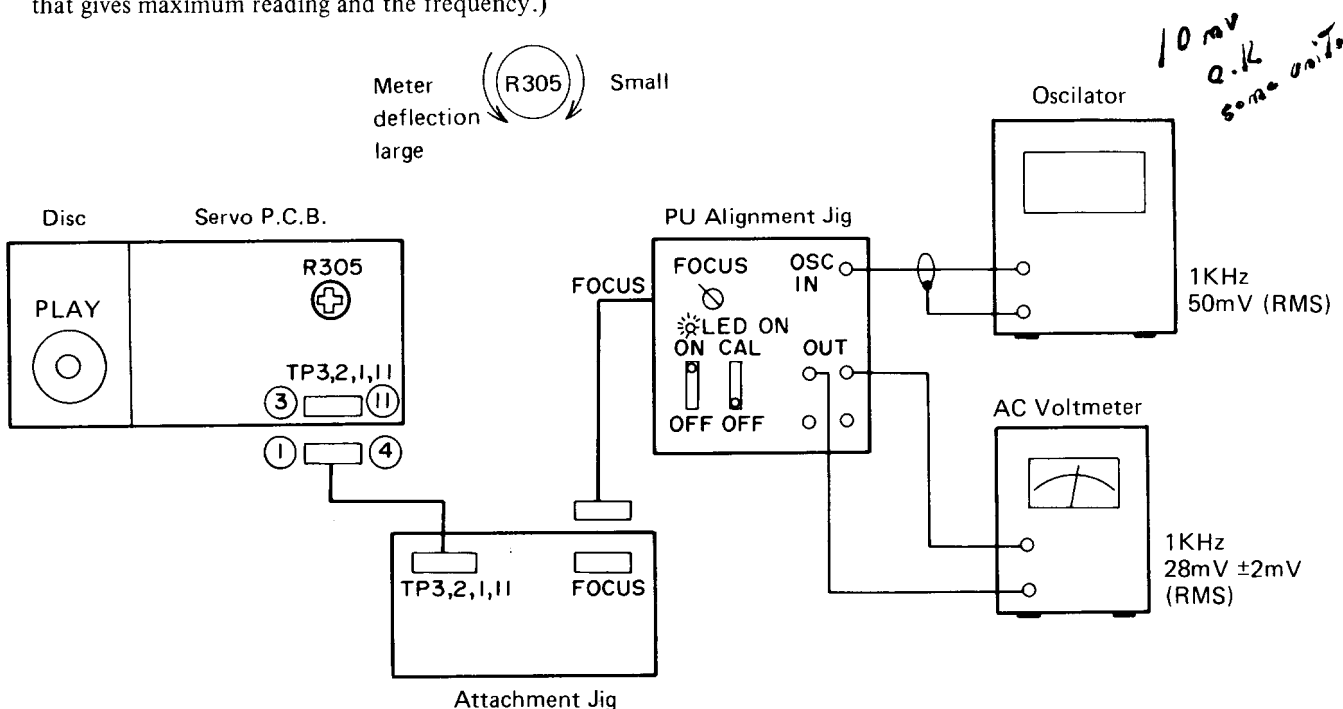 that gives maximum reading and the frequency.)
10 mv
o.k
some units
Meter
deflection
large
R305
Small
Oscilator
Disc
Servo P.C.B.
PU Alignment Jig
PLAY
R305
TP3,2,1,11
3
11
1
4
FOCUS
FOCUS
OSC
IN
LED ON
ON CAL
OUT
OFF OFF
1KHz
50mV (RMS)
AC Voltmeter
1KHz
28mV ±2mV
(RMS)
TP3,2,1,11
FOCUS
Attachment Jig